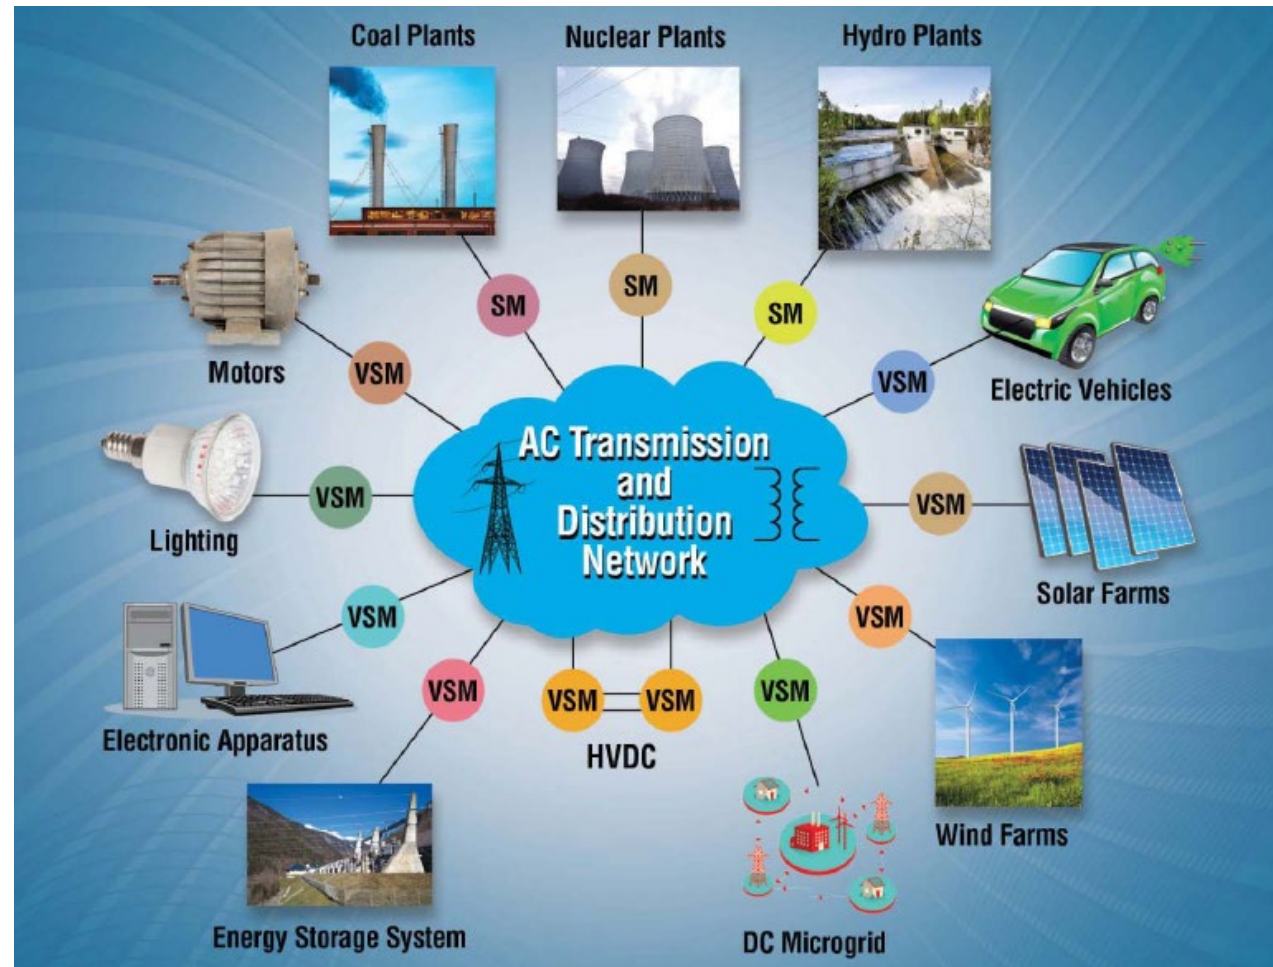 Coal Plants
Nuclear Plants
Hydro Plants
SM
SM
SM
Motors
VSM
VSM
Electric Vehicles
AC Transmission
and
Distribution
Network
Lighting
VSM
VSM
Solar Farms
VSM
VSM
Electronic Apparatus
VSM
VSM
VSM
HVDC
VSM
Wind Farms
Energy Storage System
DC Microgrid